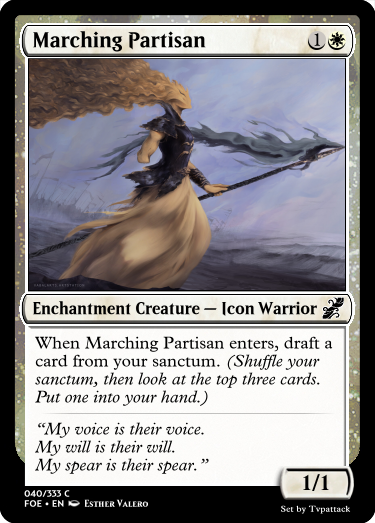 Marching Partisan 1
Enchantment Creature — Icon Warrior
When Marching Partisan enters, draft a
card from your sanctum. (Shuffle your
sanctum, then look at the top three cards.
Put one into your hand.)
“My voice is their voice.
My will is their will.
My spear is their spear.”
1/1
040/333 C
FOE • EN Esther Valero
Set by Tvpattack